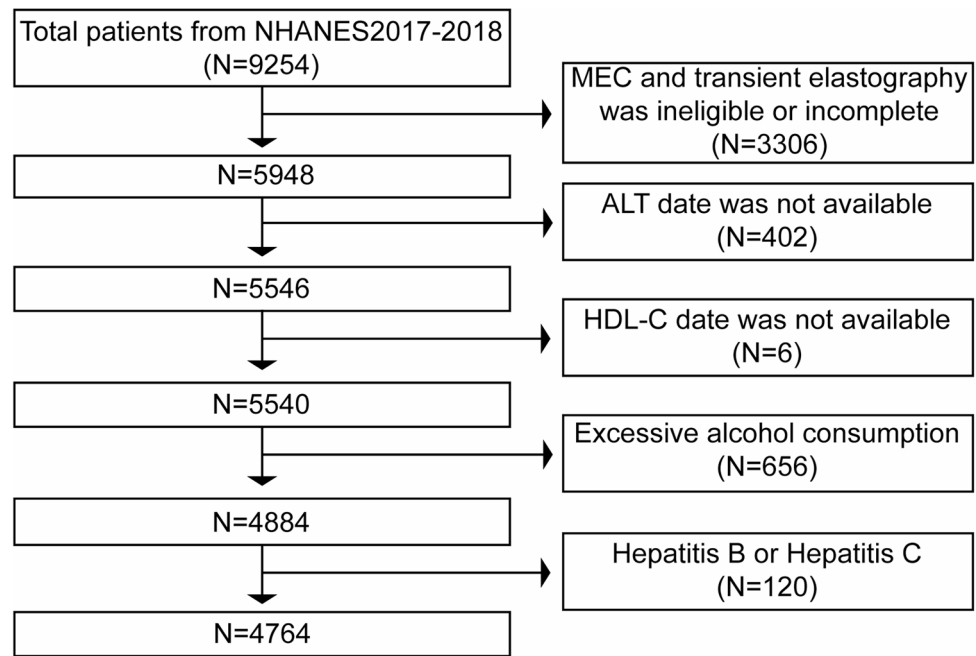 Total patients from NHANES2017-2018
(N=9254)
MEC and transient elastography
was ineligible or incomplete
(N=3306)
N=5948
ALT date was not available
(N=402)
N=5546
HDL-C date was not available
(N=6)
N=5540
Excessive alcohol consumption
(N=656)
N=4884
Hepatitis B or Hepatitis C
(N=120)
N=4764